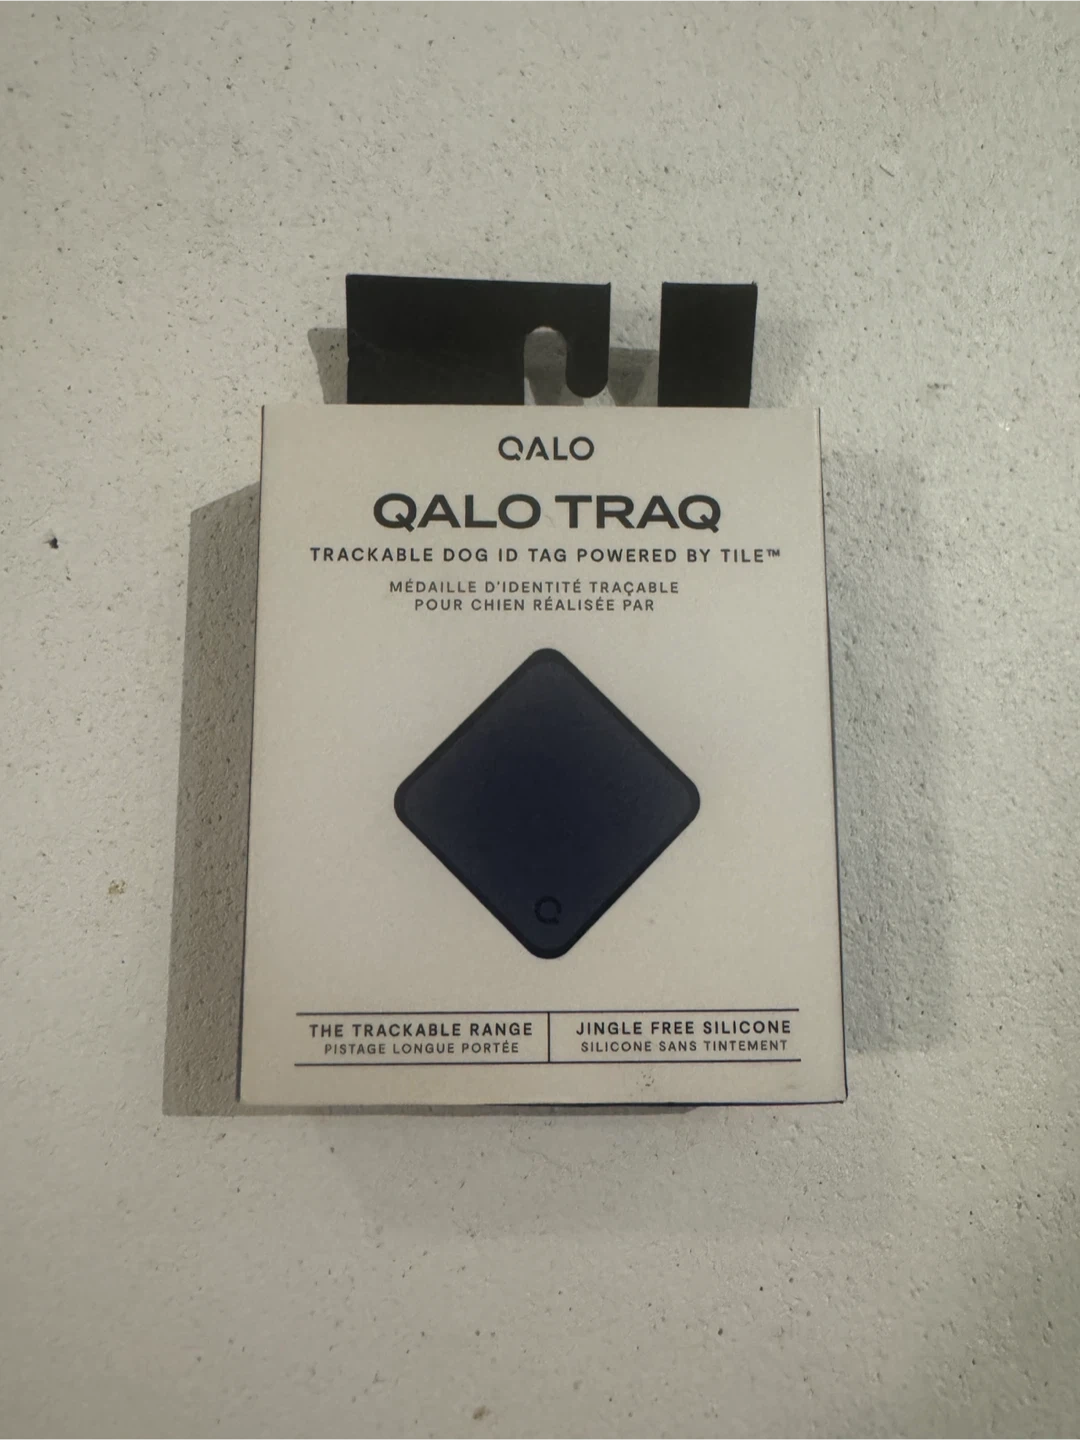 QALO
QALO TRAQ
TRACKABLE DOG ID TAG POWERED BY TILE™
MÉDAILLE D'IDENTITÉ TRAÇABLE
POUR CHIEN RÉALISÉE PAR
Q
THE TRACKABLE RANGE
PISTAGE LONGUE PORTÉE
JINGLE FREE SILICONE
SILICONE SANS TINTEMENT